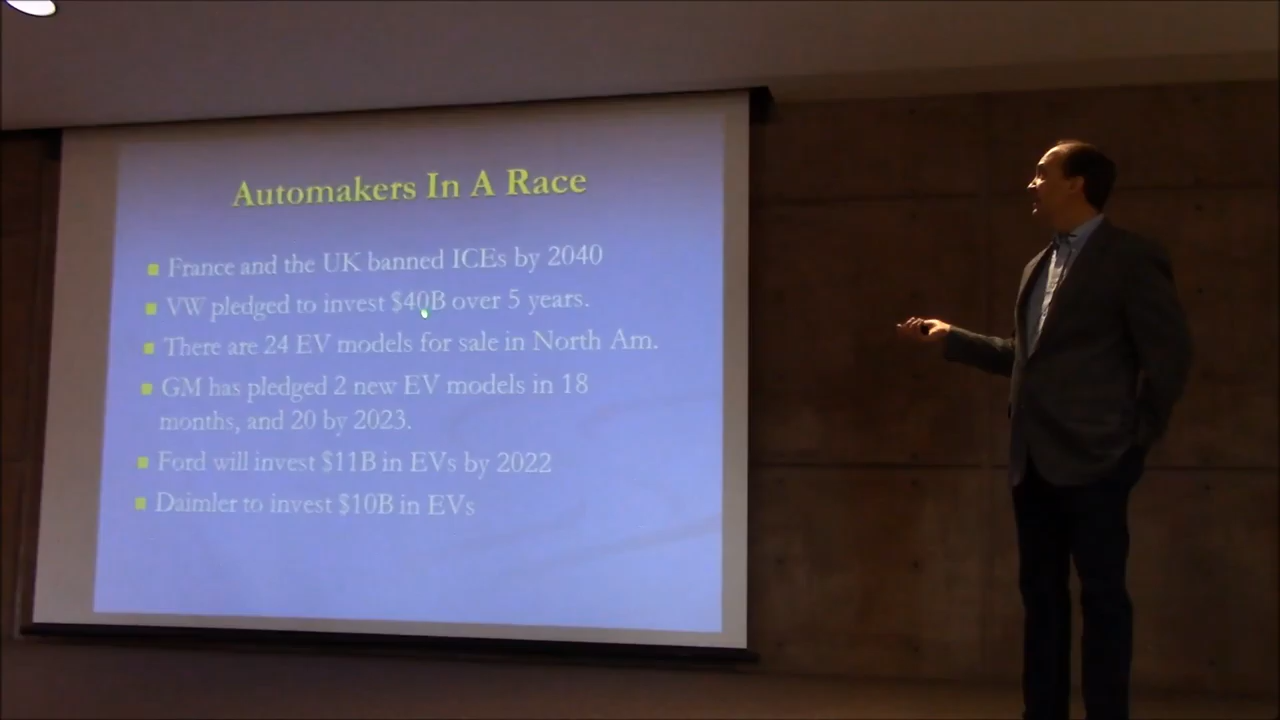 Automakers In A Race
France and the UK banned ICEs by 2040
VW pledged to invest $40B over 5 years.
There are 24 EV models for sale in North Am.
GM has pledged 2 new EV models in 18
months, and 20 by 2023.
Ford will invest $11B in EVs by 2022
Daimler to invest $10B in EVs